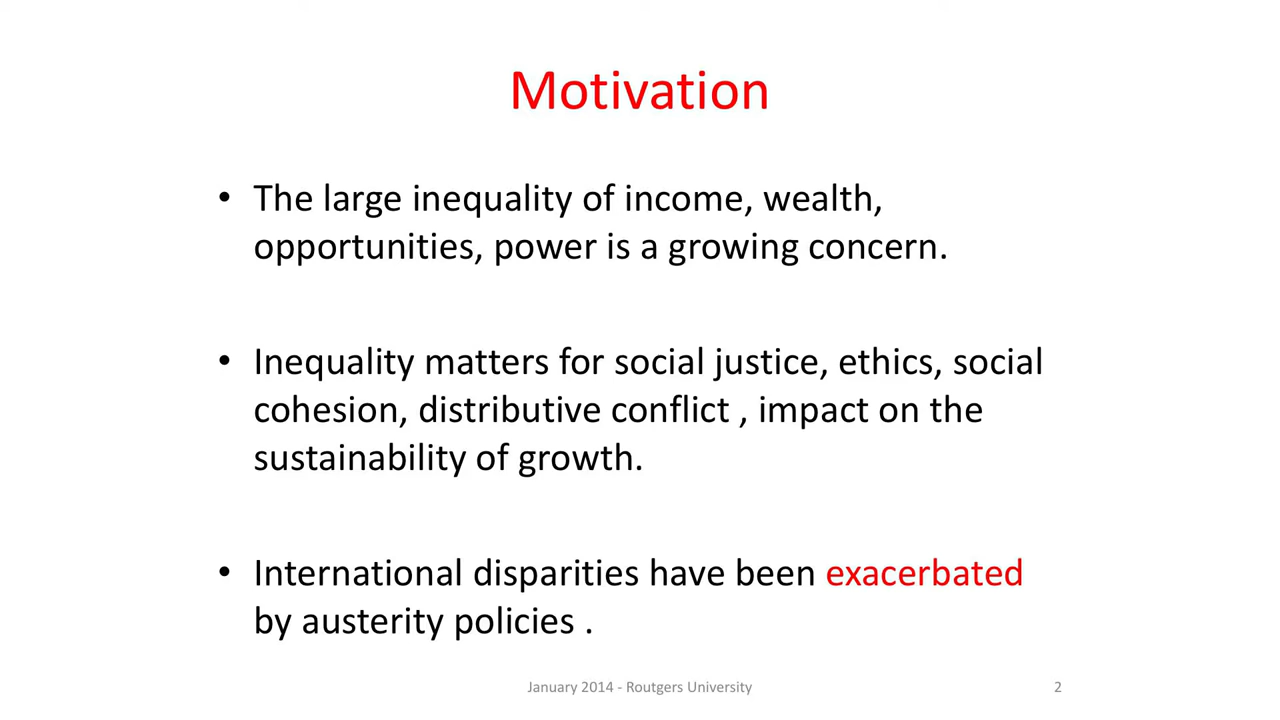 Motivation
• The large inequality of income, wealth,
opportunities, power is a growing concern.
• Inequality matters for social justice, ethics, social
cohesion, distributive conflict , impact on the
sustainability of growth.
• International disparities have been exacerbated
by austerity policies .
January 2014 - Routgers University 2